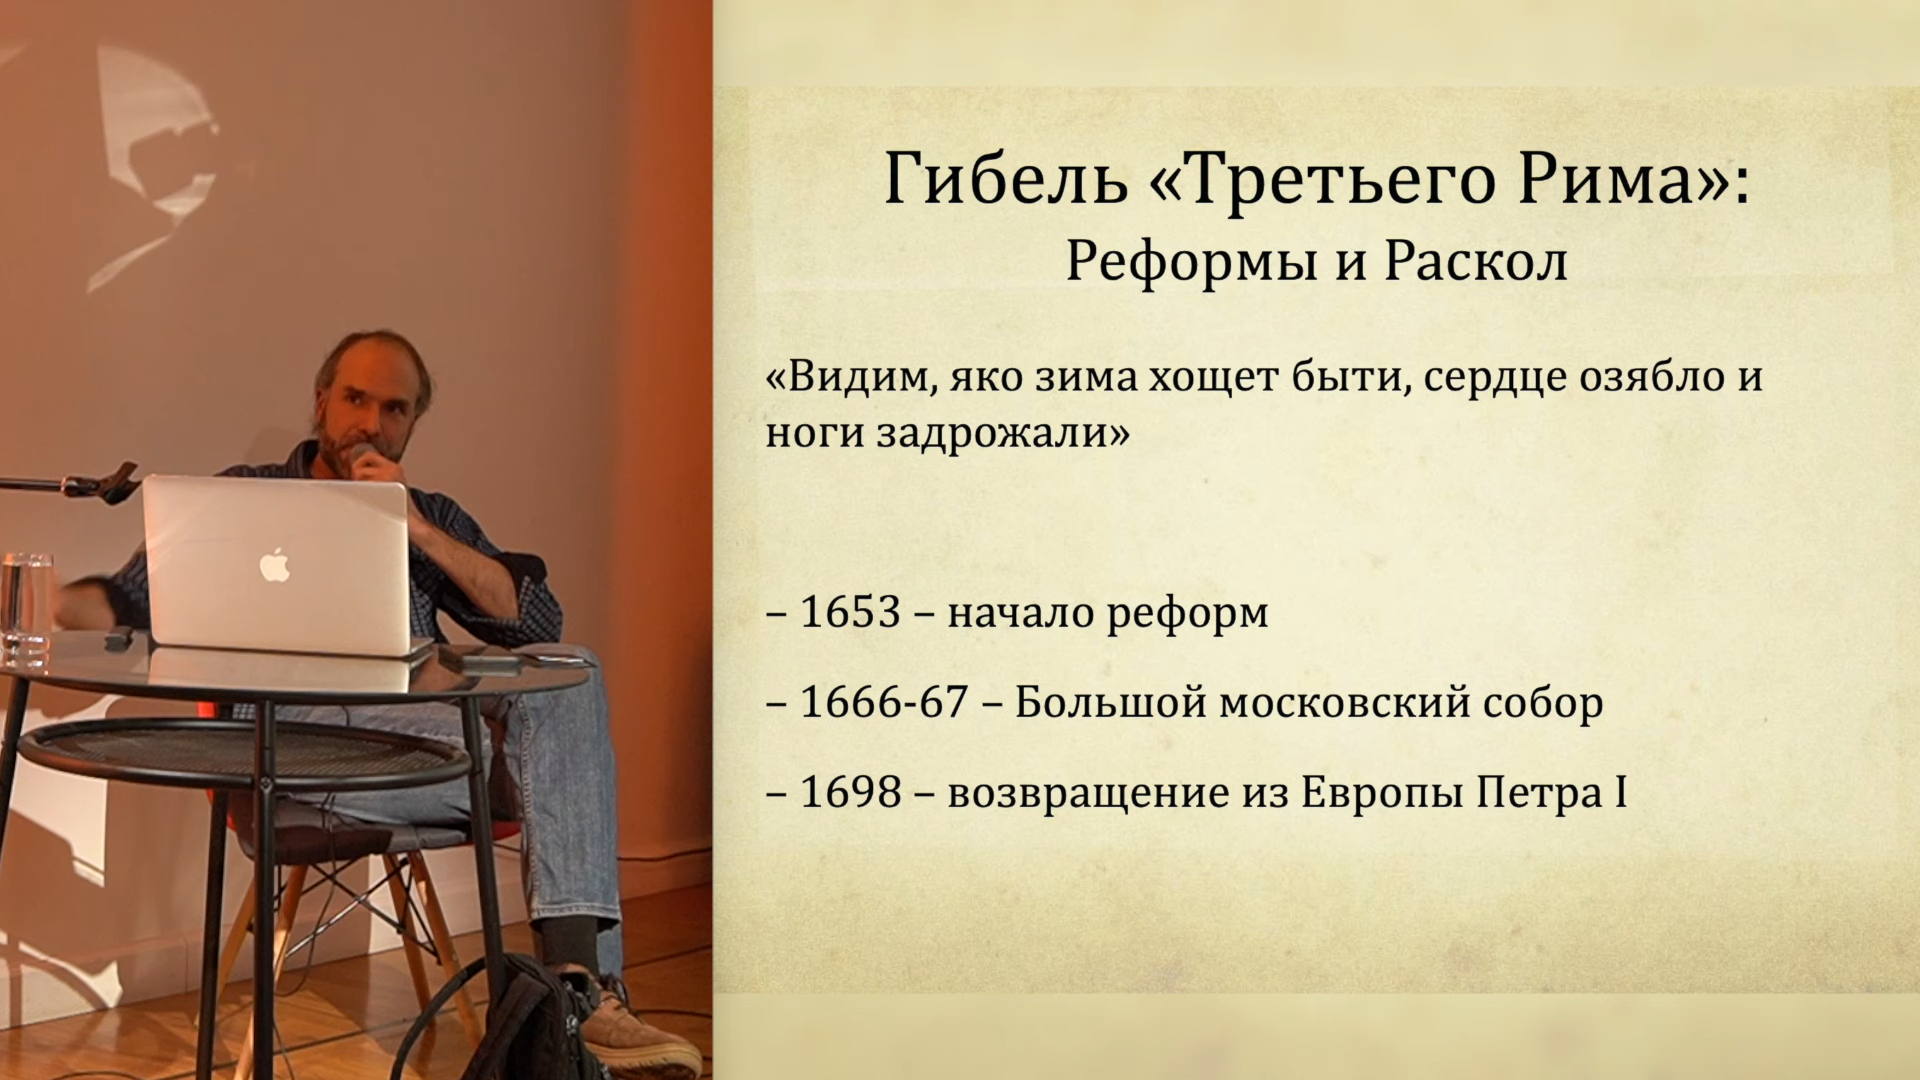 Гибель «Третьего Рима»:
Реформы и Раскол
«Видим, яко зима хощет быти, сердце озябло и
ноги задрожали»
– 1653 – начало реформ
– 1666-67 – Большой московский собор
– 1698 – возвращение из Европы Петра I